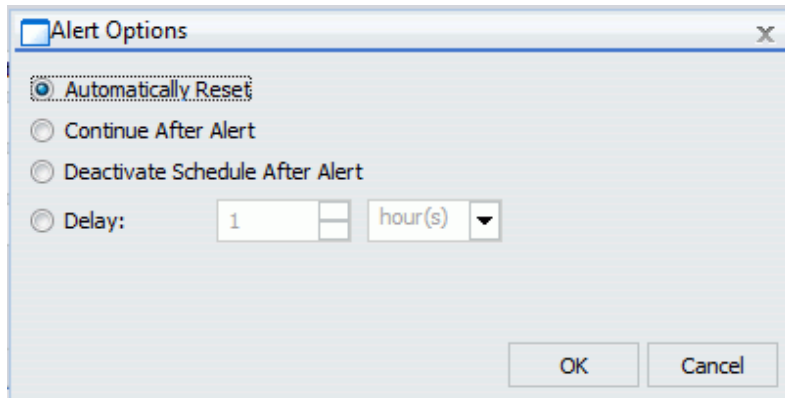 Alert Options
Automatically Reset
Continue After Alert
Deactivate Schedule After Alert
Delay: 1 hour(s)
OK Cancel